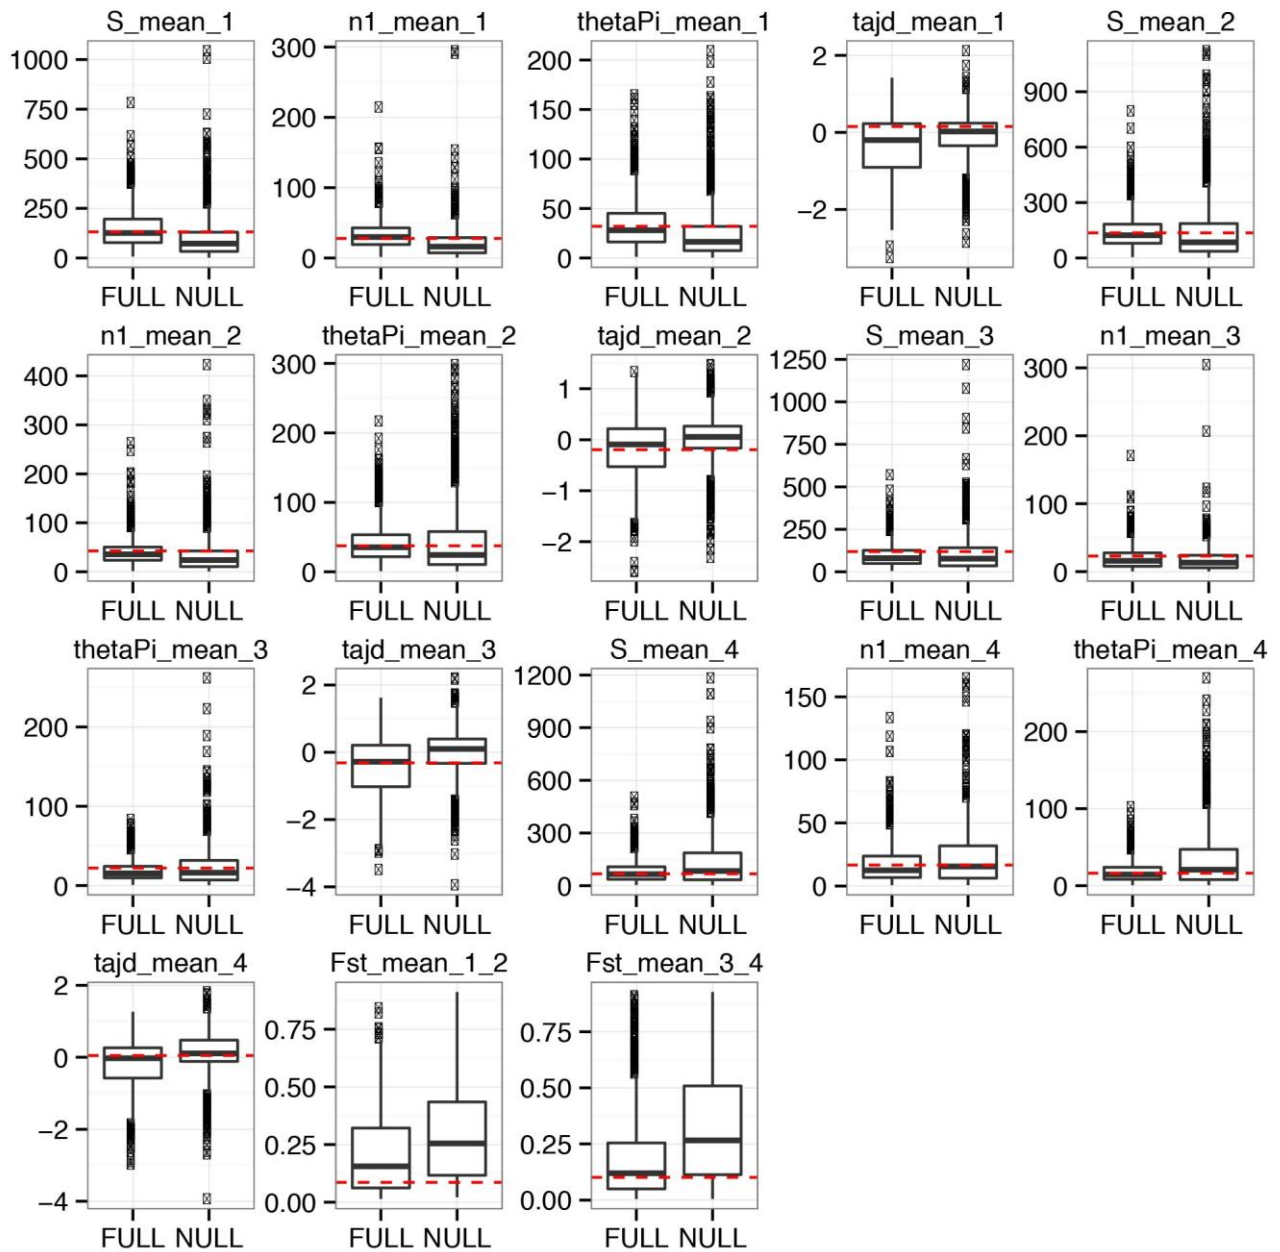 S_mean_1 n1_mean_1 thetaPi_mean_1 tajd_mean_1 S_mean_2
1000 750 500 250 0
300 200 100 0
200 150 100 50 0
2 0 −2
900 600 300 0
FULL NULL FULL NULL FULL NULL FULL NULL FULL NULL
n1_mean_2 thetaPi_mean_2 tajd_mean_2 S_mean_3 n1_mean_3
400 300 200 100 0
300 200 100 0
1 0 −1 −2
1250 1000 750 500 250 0
300 200 100 0
FULL NULL FULL NULL FULL NULL FULL NULL FULL NULL
thetaPi_mean_3 tajd_mean_3 S_mean_4 n1_mean_4 thetaPi_mean_4
200 100 0
2 0 −2 −4
1200 900 600 300 0
150 100 50 0
200 100 0
FULL NULL FULL NULL FULL NULL FULL NULL FULL NULL
tajd_mean_4 Fst_mean_1_2 Fst_mean_3_4
2 0 −2 −4
0.75 0.50 0.25 0.00
0.75 0.50 0.25 0.00
FULL NULL FULL NULL FULL NULL